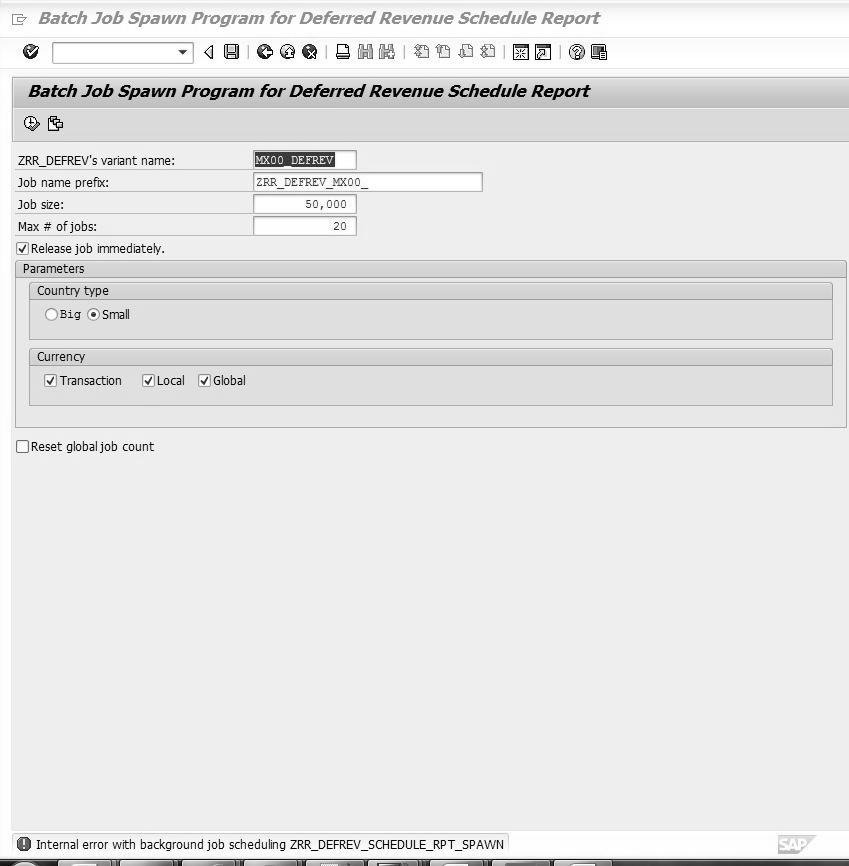 Batch Job Spawn Program for Deferred Revenue Schedule Report
Batch Job Spawn Program for Deferred Revenue Schedule Report
ZRR_DEFREV's variant name: MX00_DEFREV
Job name prefix: ZRR_DEFREV_MX00_
Job size: 50,000
Max # of jobs: 20
Release job immediately.
Parameters
Country type
Big Small
Currency
Transaction Local Global
Reset global job count
Internal error with background job scheduling ZRR_DEFREV_SCHEDULE_RPT_SPAWN SAP